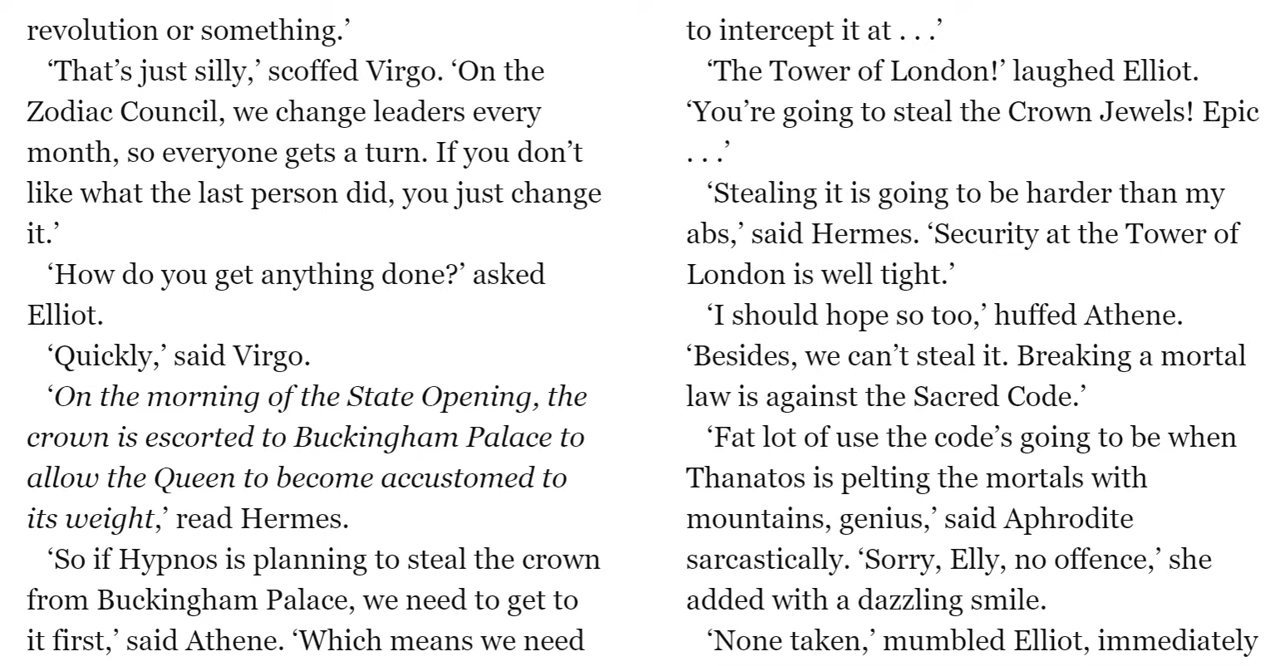 revolution or something.’
‘That’s just silly,’ scoffed Virgo. ‘On the
Zodiac Council, we change leaders every
month, so everyone gets a turn. If you don’t
like what the last person did, you just change
it.’
‘How do you get anything done?’ asked
Elliot.
‘Quickly,’ said Virgo.
‘On the morning of the State Opening, the
crown is escorted to Buckingham Palace to
allow the Queen to become accustomed to
its weight,’ read Hermes.
‘So if Hypnos is planning to steal the crown
from Buckingham Palace, we need to get to
it first,’ said Athene. ‘Which means we need
to intercept it at . . .’
‘The Tower of London!’ laughed Elliot.
‘You’re going to steal the Crown Jewels! Epic
. . .’
‘Stealing it is going to be harder than my
abs,’ said Hermes. ‘Security at the Tower of
London is well tight.’
‘I should hope so too,’ huffed Athene.
‘Besides, we can’t steal it. Breaking a mortal
law is against the Sacred Code.’
‘Fat lot of use the code’s going to be when
Thanatos is pelting the mortals with
mountains, genius,’ said Aphrodite
sarcastically. ‘Sorry, Elly, no offence,’ she
added with a dazzling smile.
‘None taken,’ mumbled Elliot, immediately